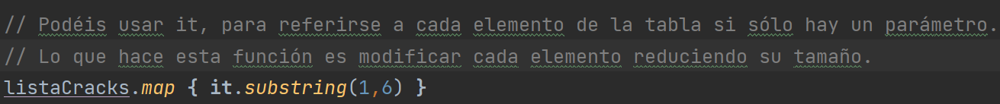 // Podéis usar it, para referirse a cada elemento de la tabla si sólo hay un parámetro.
// Lo que hace esta función es modificar cada elemento reduciendo su tamaño.
listaCracks.map { it.substring(1,6) }